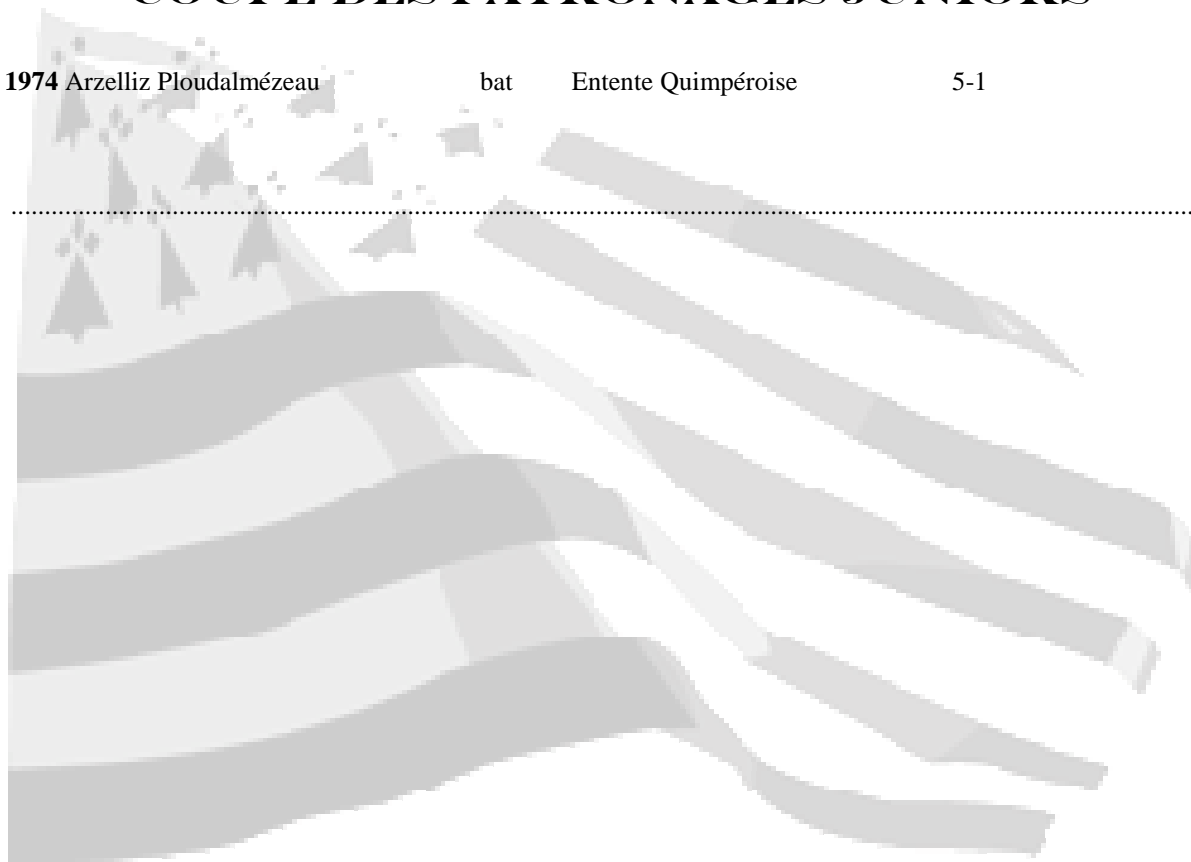 COUPE DES PATRONAGES JUNIORS
1974 Arzelliz Ploudalmézeau bat Entente Quimpéroise 5-1